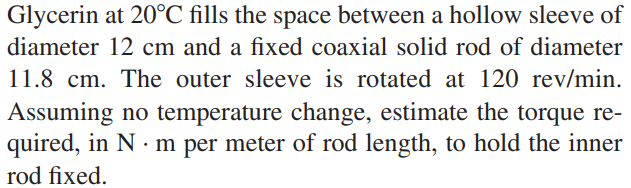 Glycerin at 20°C fills the space between a hollow sleeve of
diameter 12 cm and a fixed coaxial solid rod of diameter
11.8 cm. The outer sleeve is rotated at 120 rev/min.
Assuming no temperature change, estimate the torque re-
quired, in N · m per meter of rod length, to hold the inner
rod fixed.